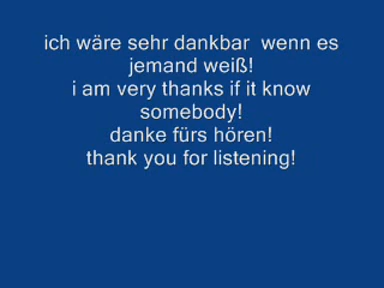 ich wäre sehr dankbar  wenn es
jemand weiß!
i am very thanks if it know
somebody!
danke fürs hören!
thank you for listening!